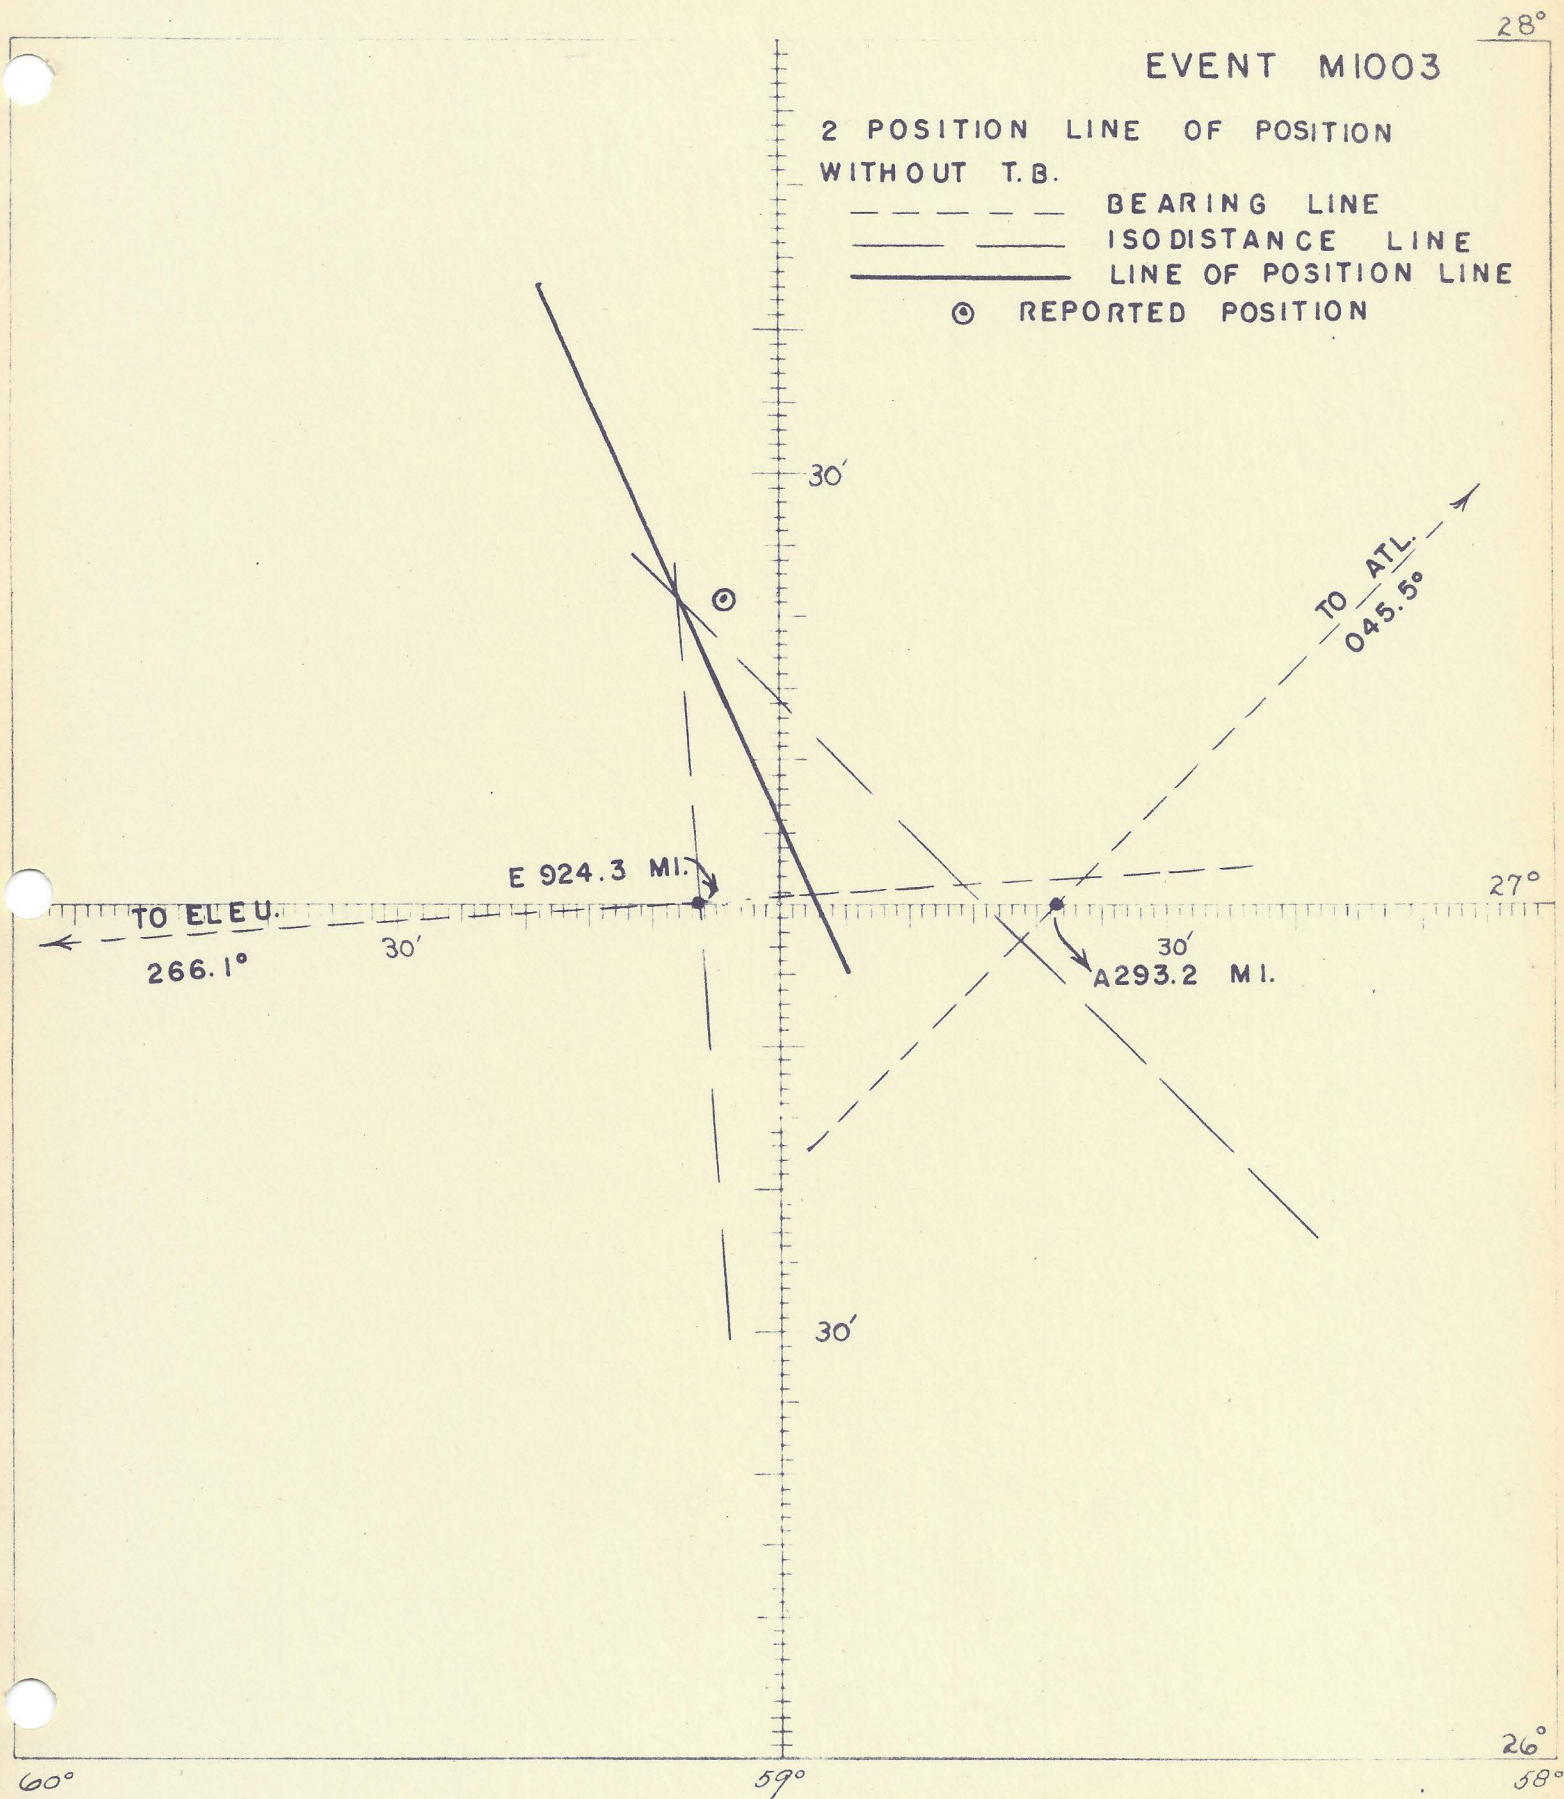 28°
EVENT M1003
2 POSITION LINE OF POSITION
WITHOUT T.B.
BEARING LINE
ISODISTANCE LINE
LINE OF POSITION LINE
REPORTED POSITION
30'
TO ATL.
045.5°
E 924.3 MI.
27°
TO ELEU.
30'
30'
266.1°
A293.2 MI.
30'
26°
60°
59°
58°